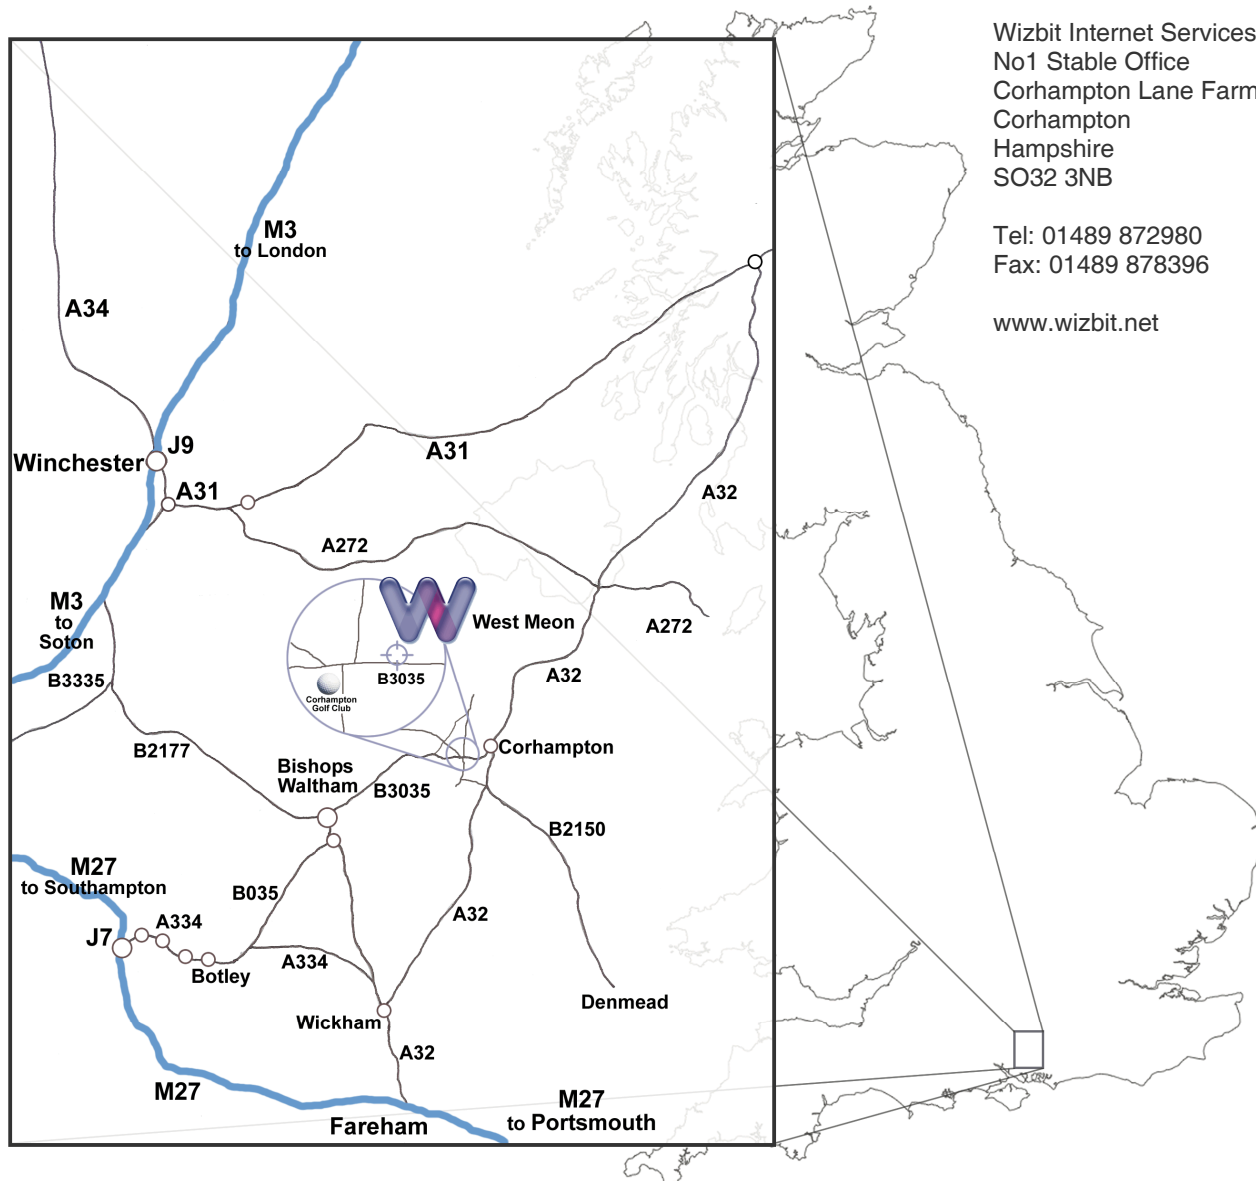 Wizbit Internet Services
No1 Stable Office
Corhampton Lane Farm
Corhampton
Hampshire
SO32 3NB
Tel: 01489 872980
Fax: 01489 878396
www.wizbit.net
M3
to London
A34
J9
Winchester
A31
A31
A32
A272
M3
to
Soton
West Meon
A272
B3335
B3035
A32
Corhampton
Golf Club
B2177
Corhampton
Bishops
Waltham
B3035
B2150
M27
to Southampton
B035
A334
A32
J7
A334
Botley
Denmead
Wickham
A32
M27
M27
to Portsmouth
Fareham